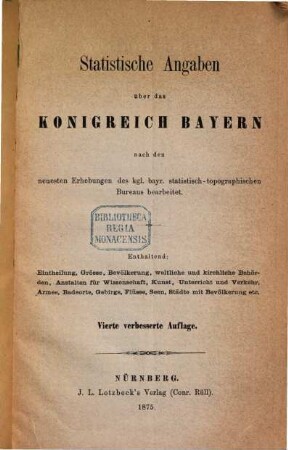 Statistische Angaben
über das
KÖNIGREICH BAYERN
nach den
neuesten Erhebungen des kgl. bayr. statistisch-topographischen
Bureaus bearbeitet.
BIBLIOTHECA
REGIA
MONACENSIS
Enthaltend:
Eintheilung, Grösse, Bevölkerung, weltliche und kirchliche Behör-
den, Anstalten für Wissenschaft, Kunst, Unterricht und Verkehr,
Armee, Badeorte, Gebirge, Flüsse, Seen, Städte mit Bevölkerung etc.
Vierte verbesserte Auflage.
NÜRNBERG.
J. L. Lotzbeck's Verlag (Conr. Röll).
1875.